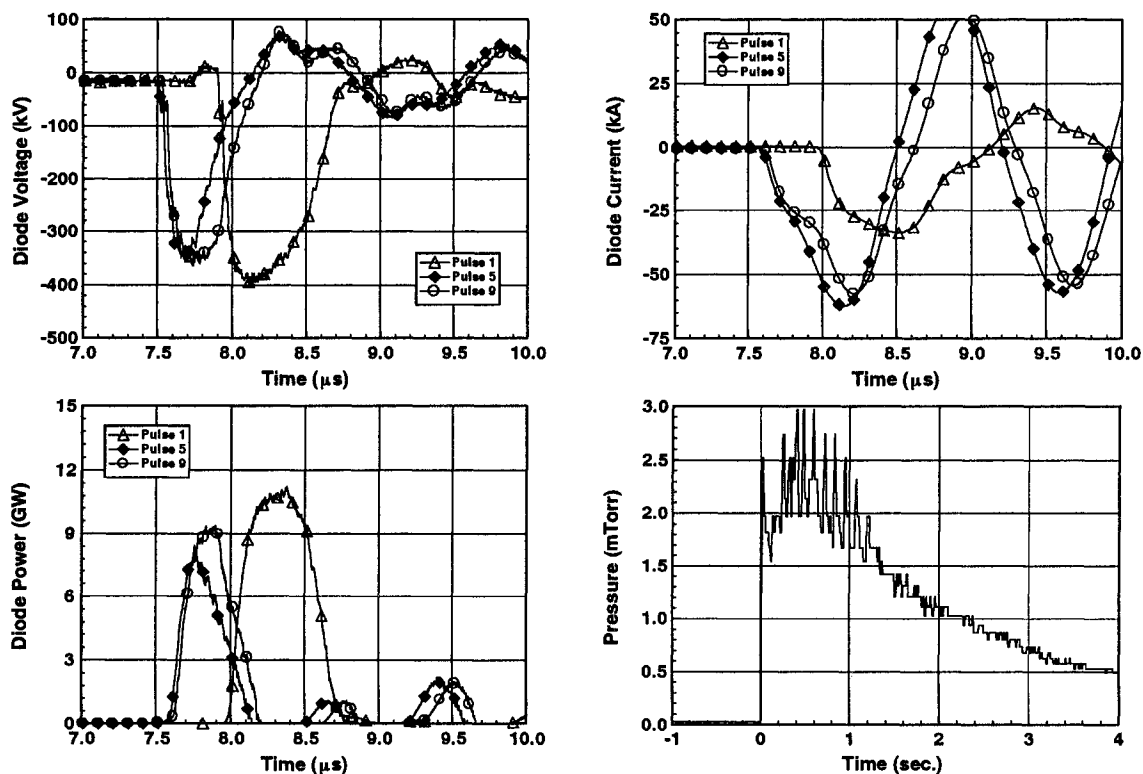 100
0
-100
-200
-300
-400
-500
Diode Voltage (kV)
Pulse 1
Pulse 5
Pulse 9
7.0 7.5 8.0 8.5 9.0 9.5 10.0
Time (μs)
50
25
0
-25
-50
-75
Diode Current (kA)
Pulse 1
Pulse 5
Pulse 9
7.0 7.5 8.0 8.5 9.0 9.5 10.0
Time (μs)
15
12
9
6
3
0
Diode Power (GW)
Pulse 1
Pulse 5
Pulse 9
7.0 7.5 8.0 8.5 9.0 9.5 10.0
Time (μs)
3.0
2.5
2.0
1.5
1.0
0.5
0.0
Pressure (mTorr)
-1 0 1 2 3 4
Time (sec.)